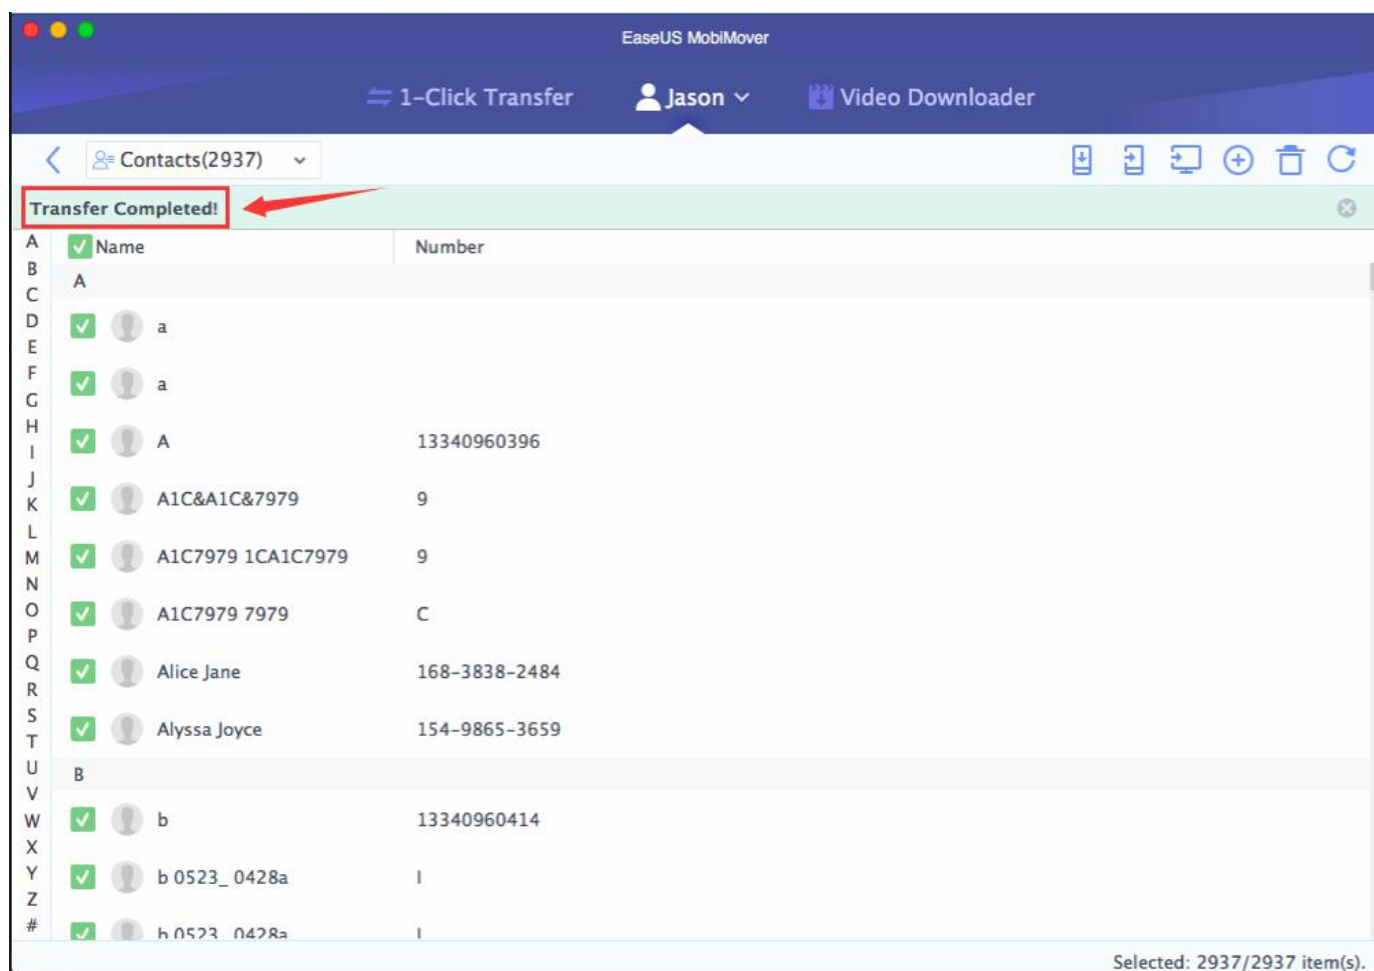 EaseUS MobiMover
1-Click Transfer Jason Video Downloader
Contacts(2937)
Transfer Completed!
Name Number
A
a
a
A 13340960396
A1C&A1C&7979 9
A1C7979 1CA1C7979 9
A1C7979 7979 C
Alice Jane 168-3838-2484
Alyssa Joyce 154-9865-3659
B
b 13340960414
b 0523_ 0428a I
b 0523_ 0428a I
A
B
C
D
E
F
G
H
I
J
K
L
M
N
O
P
Q
R
S
T
U
V
W
X
Y
Z
#
Selected: 2937/2937 item(s).